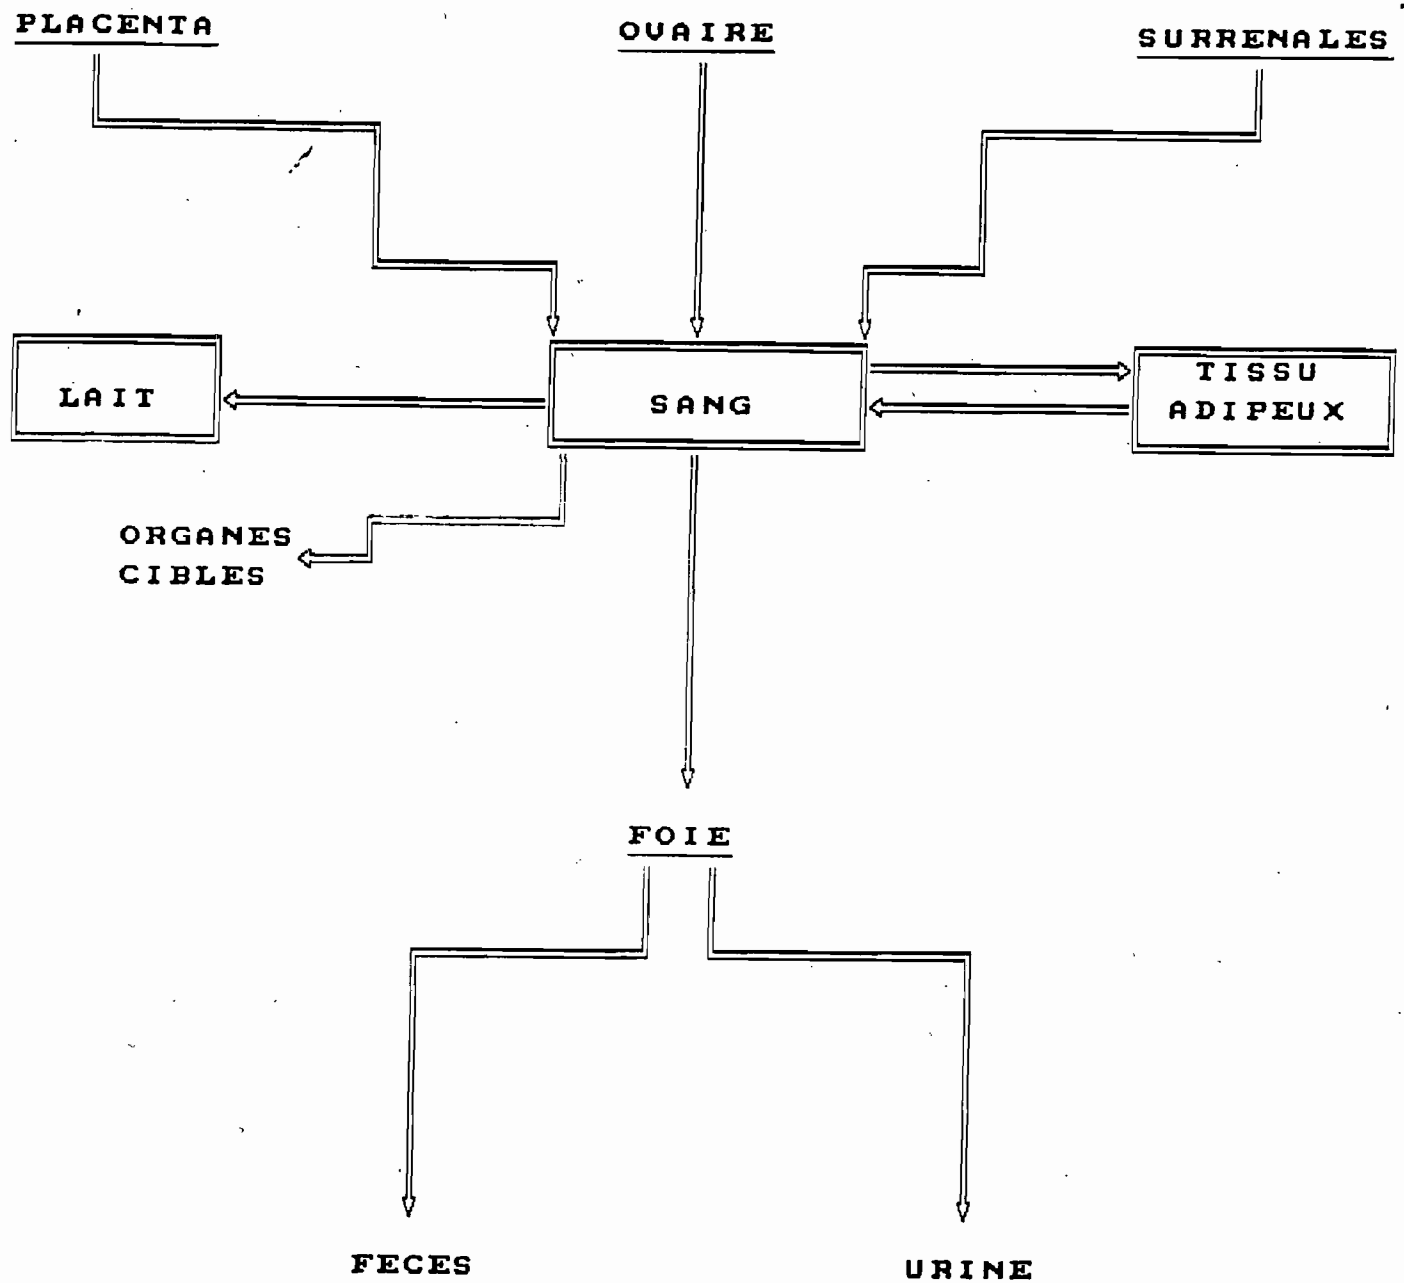 PLACENTA
OVAIRE
SURRENALES
LAIT
SANG
TISSU
ADIPEUX
ORGANES
CIBLES
FOIE
FECES
URINE